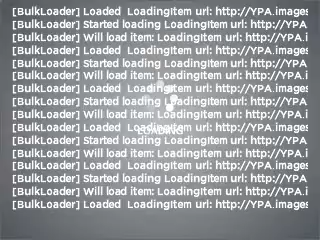 [BulkLoader] Loaded  LoadingItem url: http://YPA.images
[BulkLoader] Started loading LoadingItem url: http://YPA
[BulkLoader] Will load item: LoadingItem url: http://YPA.i
[BulkLoader] Loaded  LoadingItem url: http://YPA.images
[BulkLoader] Started loading LoadingItem url: http://YPA
[BulkLoader] Will load item: LoadingItem url: http://YPA.i
[BulkLoader] Loaded  LoadingItem url: http://YPA.images
[BulkLoader] Started loading LoadingItem url: http://YPA
[BulkLoader] Will load item: LoadingItem url: http://YPA.i
[BulkLoader] Loaded  LoadingItem url: http://YPA.images
LOADING
[BulkLoader] Started loading LoadingItem url: http://YPA
[BulkLoader] Will load item: LoadingItem url: http://YPA.i
[BulkLoader] Loaded  LoadingItem url: http://YPA.images
[BulkLoader] Started loading LoadingItem url: http://YPA
[BulkLoader] Will load item: LoadingItem url: http://YPA.i
[BulkLoader] Loaded  LoadingItem url: http://YPA.images